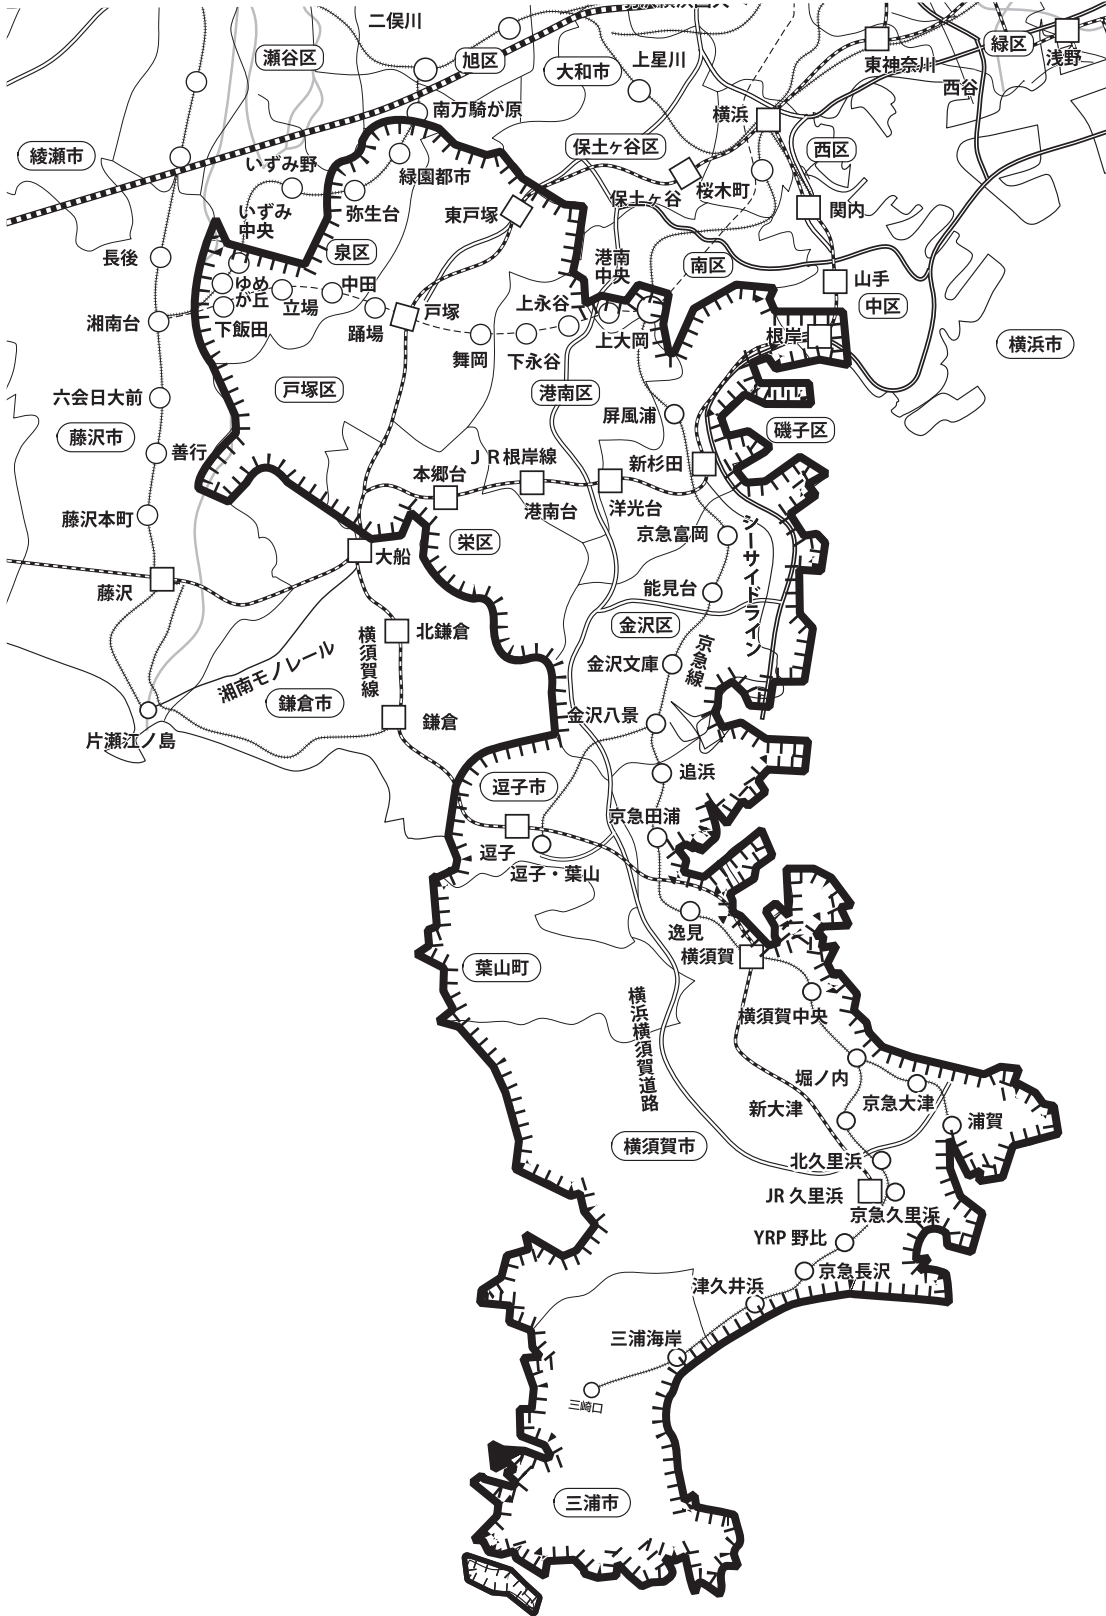 二俣川
瀬谷区
旭区
大和市
上星川
東神奈川
緑区
浅野
西谷
南万騎が原
横浜
綾瀬市
いずみ野
緑園都市
保土ヶ谷区
西区
保土ヶ谷
桜木町
いずみ
中央
弥生台
東戸塚
関内
長後
泉区
港南
中央
南区
山手
中区
ゆめ
が丘
立場
中田
踊場
戸塚
上永谷
湘南台
下飯田
舞岡
下永谷
上大岡
根岸
横浜市
六会日大前
戸塚区
港南区
屏風浦
磯子区
藤沢市
善行
本郷台
JR根岸線
新杉田
港南台
洋光台
藤沢本町
京急富岡
シーサイドライン
大船
栄区
藤沢
能見台
北鎌倉
横須賀線
金沢区
京急線
湘南モノレール
金沢文庫
鎌倉市
鎌倉
金沢八景
片瀬江ノ島
追浜
逗子市
京急田浦
逗子
逗子・葉山
逸見
横須賀
葉山町
横浜横須賀道路
横須賀中央
堀ノ内
京急大津
新大津
浦賀
横須賀市
北久里浜
JR 久里浜
京急久里浜
YRP 野比
京急長沢
津久井浜
三浦海岸
三崎口
三浦市